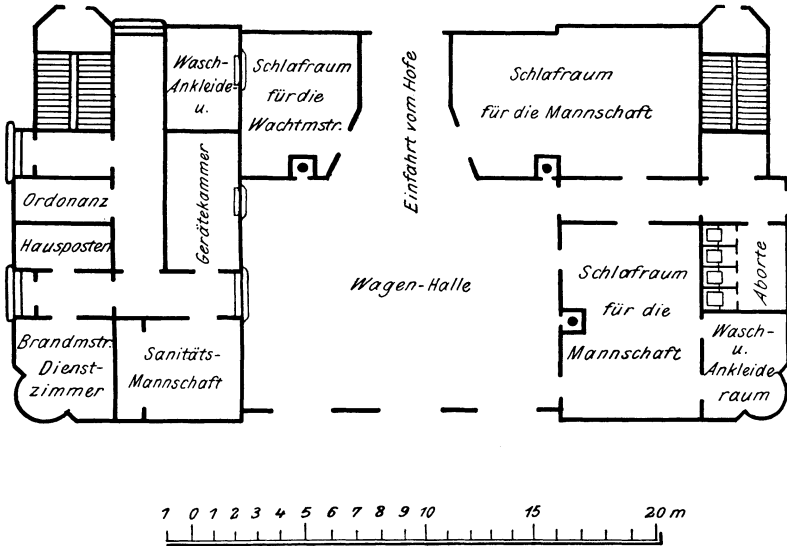 Wasch-
Ankleide-
u.
Schlafraum
für die
Wachtmstr.
Einfahrt vom Hofe
Schlafraum
für die Mannschaft
Ordonanz
Hausposten
Gerätekammer
Wagen-Halle
Schlafraum
für die
Mannschaft
Aborte
Brandmstr.
Dienst-
zimmer
Sanitäts-
Mannschaft
Wasch-
u.
Ankleide
raum
1 0 1 2 3 4 5 6 7 8 9 10 15 20 m